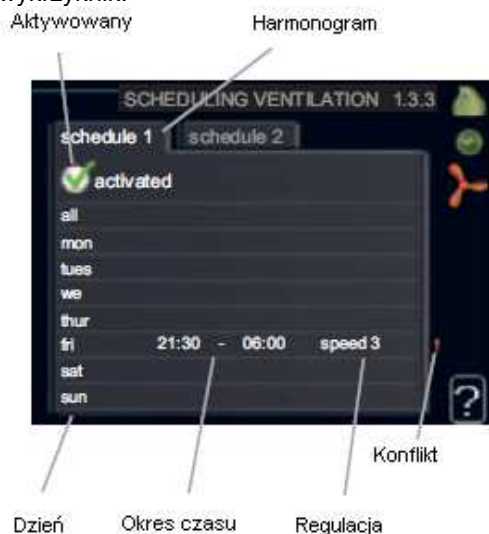 Aktywowany Harmonogram
SCHEDULING VENTILATION 1.3.3
schedule 1 schedule 2
activated
all
mon
tues
we
thur
fri 21:30 - 06:00 speed 3 !
sat
sun
?
Konflikt
Dzień Okres czasu Regulacja